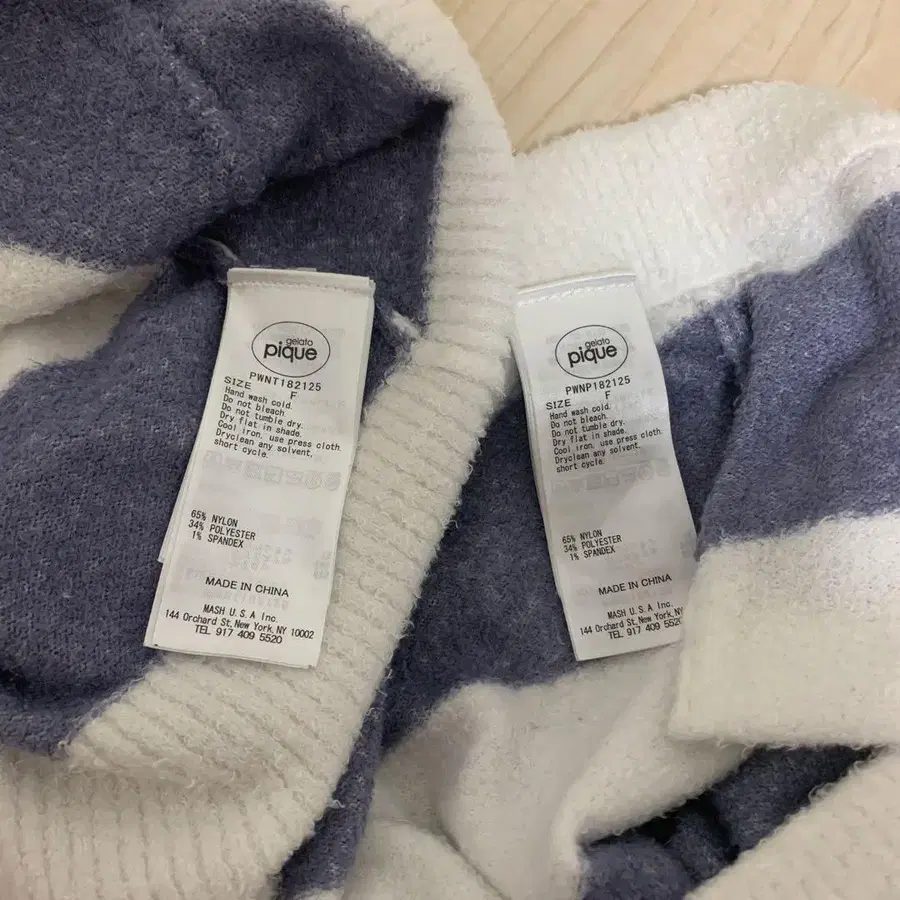 gelato
pique
PWNT182125
SIZE F
Hand wash cold.
Do not bleach.
Do not tumble dry.
Dry flat in shade.
Cool iron, use press cloth.
Dryclean any solvent,
short cycle.
65% NYLON
34% POLYESTER
1% SPANDEX
MADE IN CHINA
MASH U.S.A Inc.
144 Orchard St, New York, NY 10002
TEL 917 409 5520
gelato
pique
PWNP182125
SIZE F
Hand wash cold.
Do not bleach.
Do not tumble dry.
Dry flat in shade.
Cool iron, use press cloth.
Dryclean any solvent,
short cycle.
65% NYLON
34% POLYESTER
1% SPANDEX
MADE IN CHINA
MASH U.S.A Inc.
144 Orchard St, New York, NY
TEL 917 409 5520